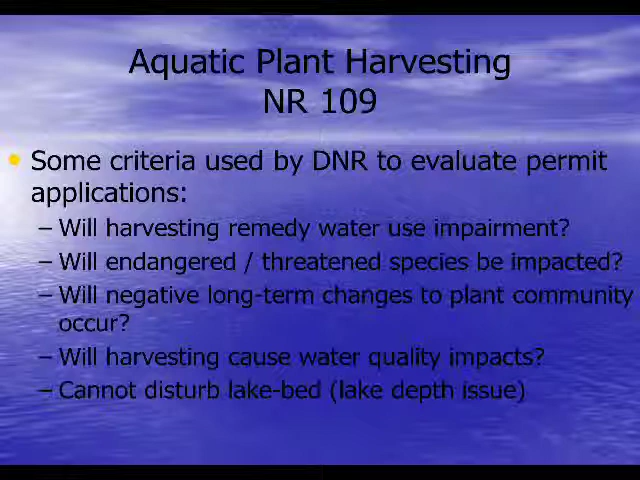 Aquatic Plant Harvesting
NR 109
• Some criteria used by DNR to evaluate permit
applications:
– Will harvesting remedy water use impairment?
– Will endangered / threatened species be impacted?
– Will negative long-term changes to plant community
occur?
– Will harvesting cause water quality impacts?
– Cannot disturb lake-bed (lake depth issue)